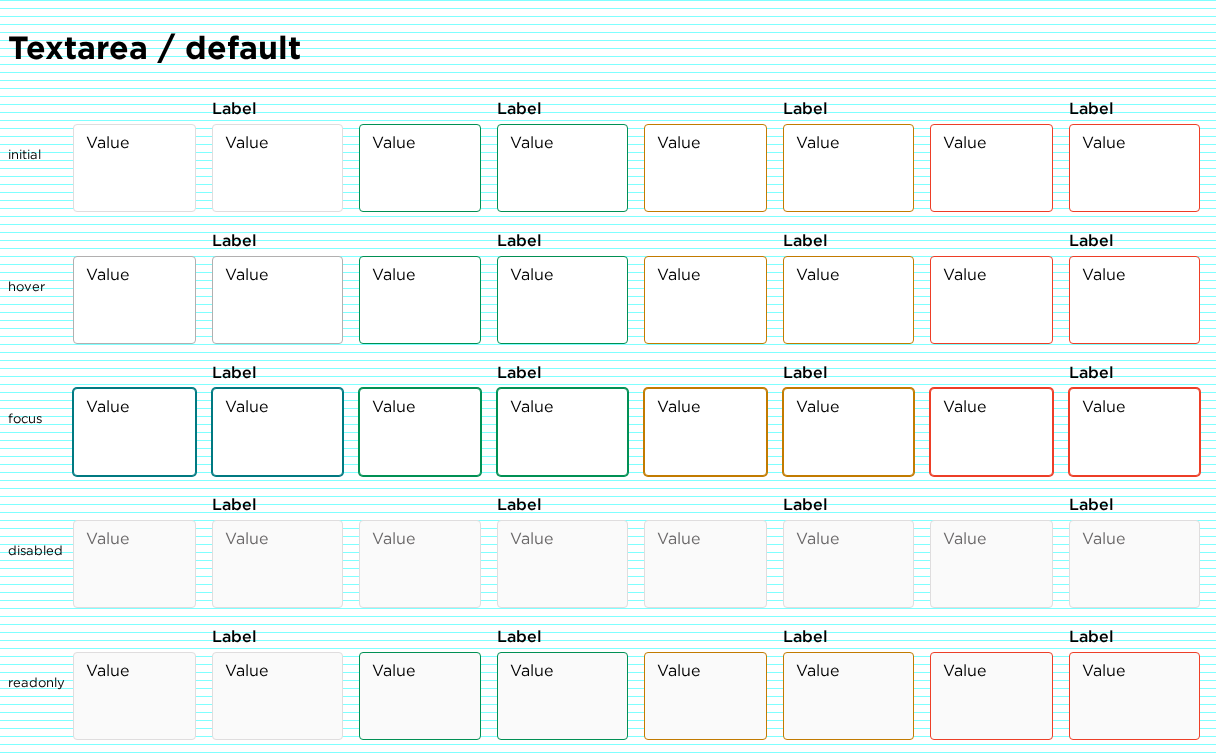 Textarea / default
Label Label Label Label
initial Value Value Value Value Value Value Value Value
Label Label Label Label
hover Value Value Value Value Value Value Value Value
Label Label Label Label
focus Value Value Value Value Value Value Value Value
Label Label Label Label
disabled Value Value Value Value Value Value Value Value
Label Label Label Label
readonly Value Value Value Value Value Value Value Value